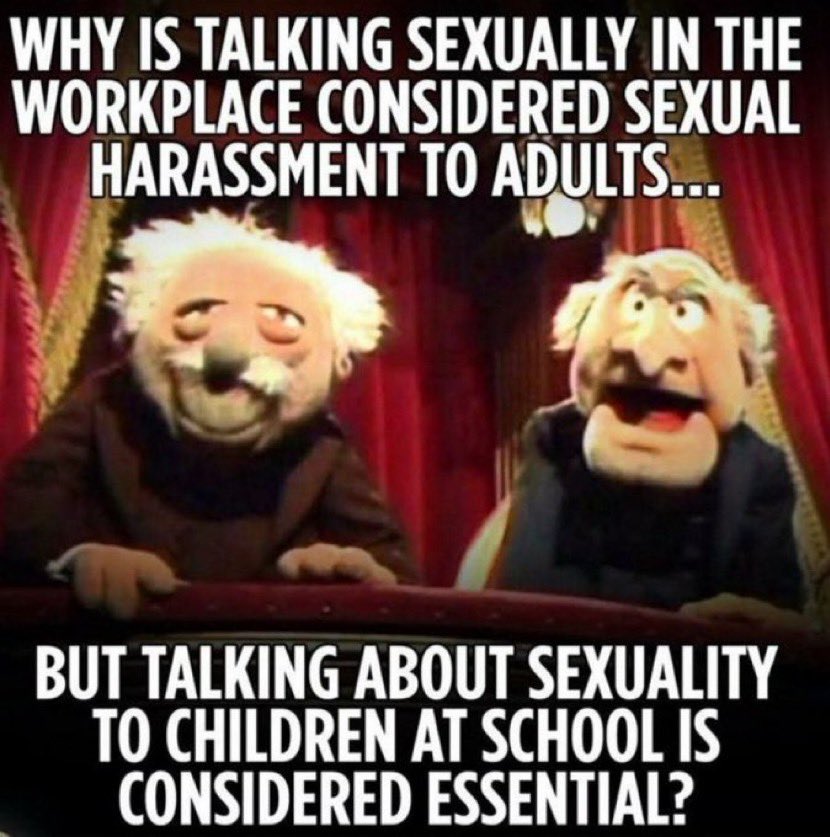 WHY IS TALKING SEXUALLY IN THE
WORKPLACE CONSIDERED SEXUAL
HARASSMENT TO ADULTS...
BUT TALKING ABOUT SEXUALITY
TO CHILDREN AT SCHOOL IS
CONSIDERED ESSENTIAL?